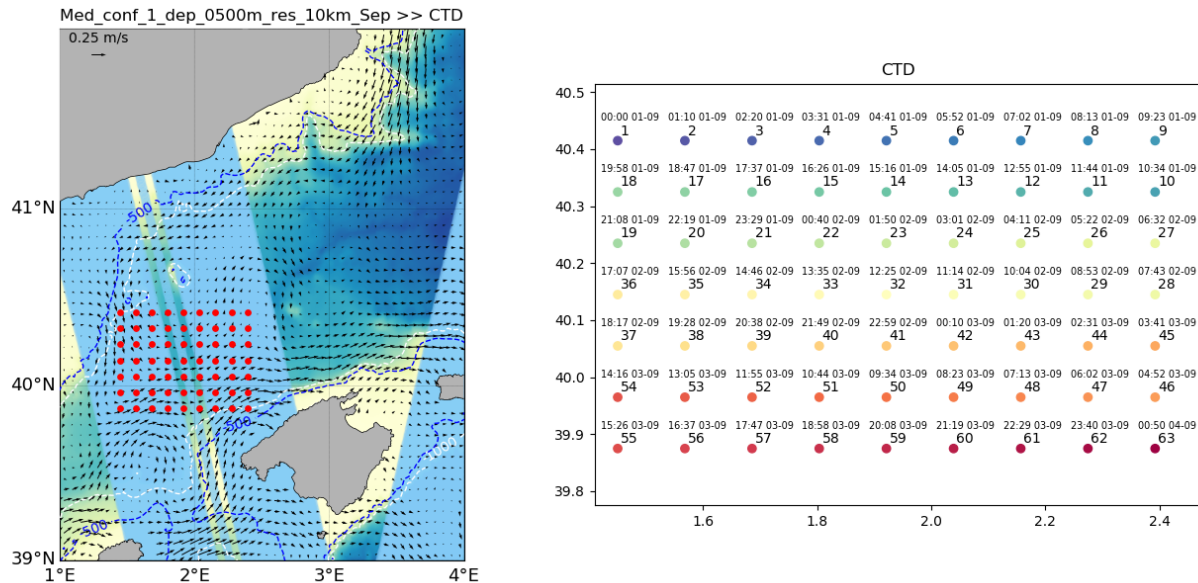 Med_conf_1_dep_0500m_res_10km_Sep >> CTD
0.25 m/s
-500
-500
1000
41°N
40°N
39°N
1°E 2°E 3°E 4°E
CTD
40.5
00:00 01-09 01:10 01-09 02:20 01-09 03:31 01-09 04:41 01-09 05:52 01-09 07:02 01-09 08:13 01-09 09:23 01-09
1 2 3 4 5 6 7 8 9
40.4
19:58 01-09 18:47 01-09 17:37 01-09 16:26 01-09 15:16 01-09 14:05 01-09 12:55 01-09 11:44 01-09 10:34 01-09
18 17 16 15 14 13 12 11 10
40.3
21:08 01-09 22:19 01-09 23:29 01-09 00:40 02-09 01:50 02-09 03:01 02-09 04:11 02-09 05:22 02-09 06:32 02-09
19 20 21 22 23 24 25 26 27
40.2
17:07 02-09 15:56 02-09 14:46 02-09 13:35 02-09 12:25 02-09 11:14 02-09 10:04 02-09 08:53 02-09 07:43 02-09
36 35 34 33 32 31 30 29 28
40.1
18:17 02-09 19:28 02-09 20:38 02-09 21:49 02-09 22:59 02-09 00:10 03-09 01:20 03-09 02:31 03-09 03:41 03-09
37 38 39 40 41 42 43 44 45
40.0
14:16 03-09 13:05 03-09 11:55 03-09 10:44 03-09 09:34 03-09 08:23 03-09 07:13 03-09 06:02 03-09 04:52 03-09
54 53 52 51 50 49 48 47 46
39.9
15:26 03-09 16:37 03-09 17:47 03-09 18:58 03-09 20:08 03-09 21:19 03-09 22:29 03-09 23:40 03-09 00:50 04-09
55 56 57 58 59 60 61 62 63
39.8
1.6 1.8 2.0 2.2 2.4